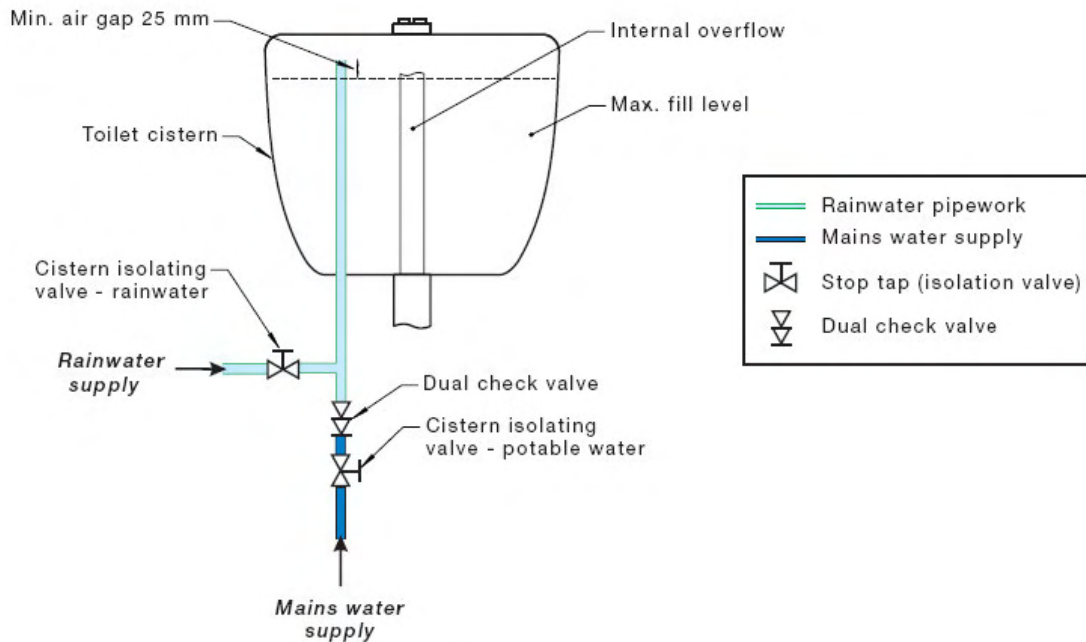 Min. air gap 25 mm
Internal overflow
Max. fill level
Toilet cistern
Rainwater pipework
Mains water supply
Stop tap (isolation valve)
Dual check valve
Cistern isolating
valve - rainwater
Rainwater
supply
Dual check valve
Cistern isolating
valve - potable water
Mains water
supply